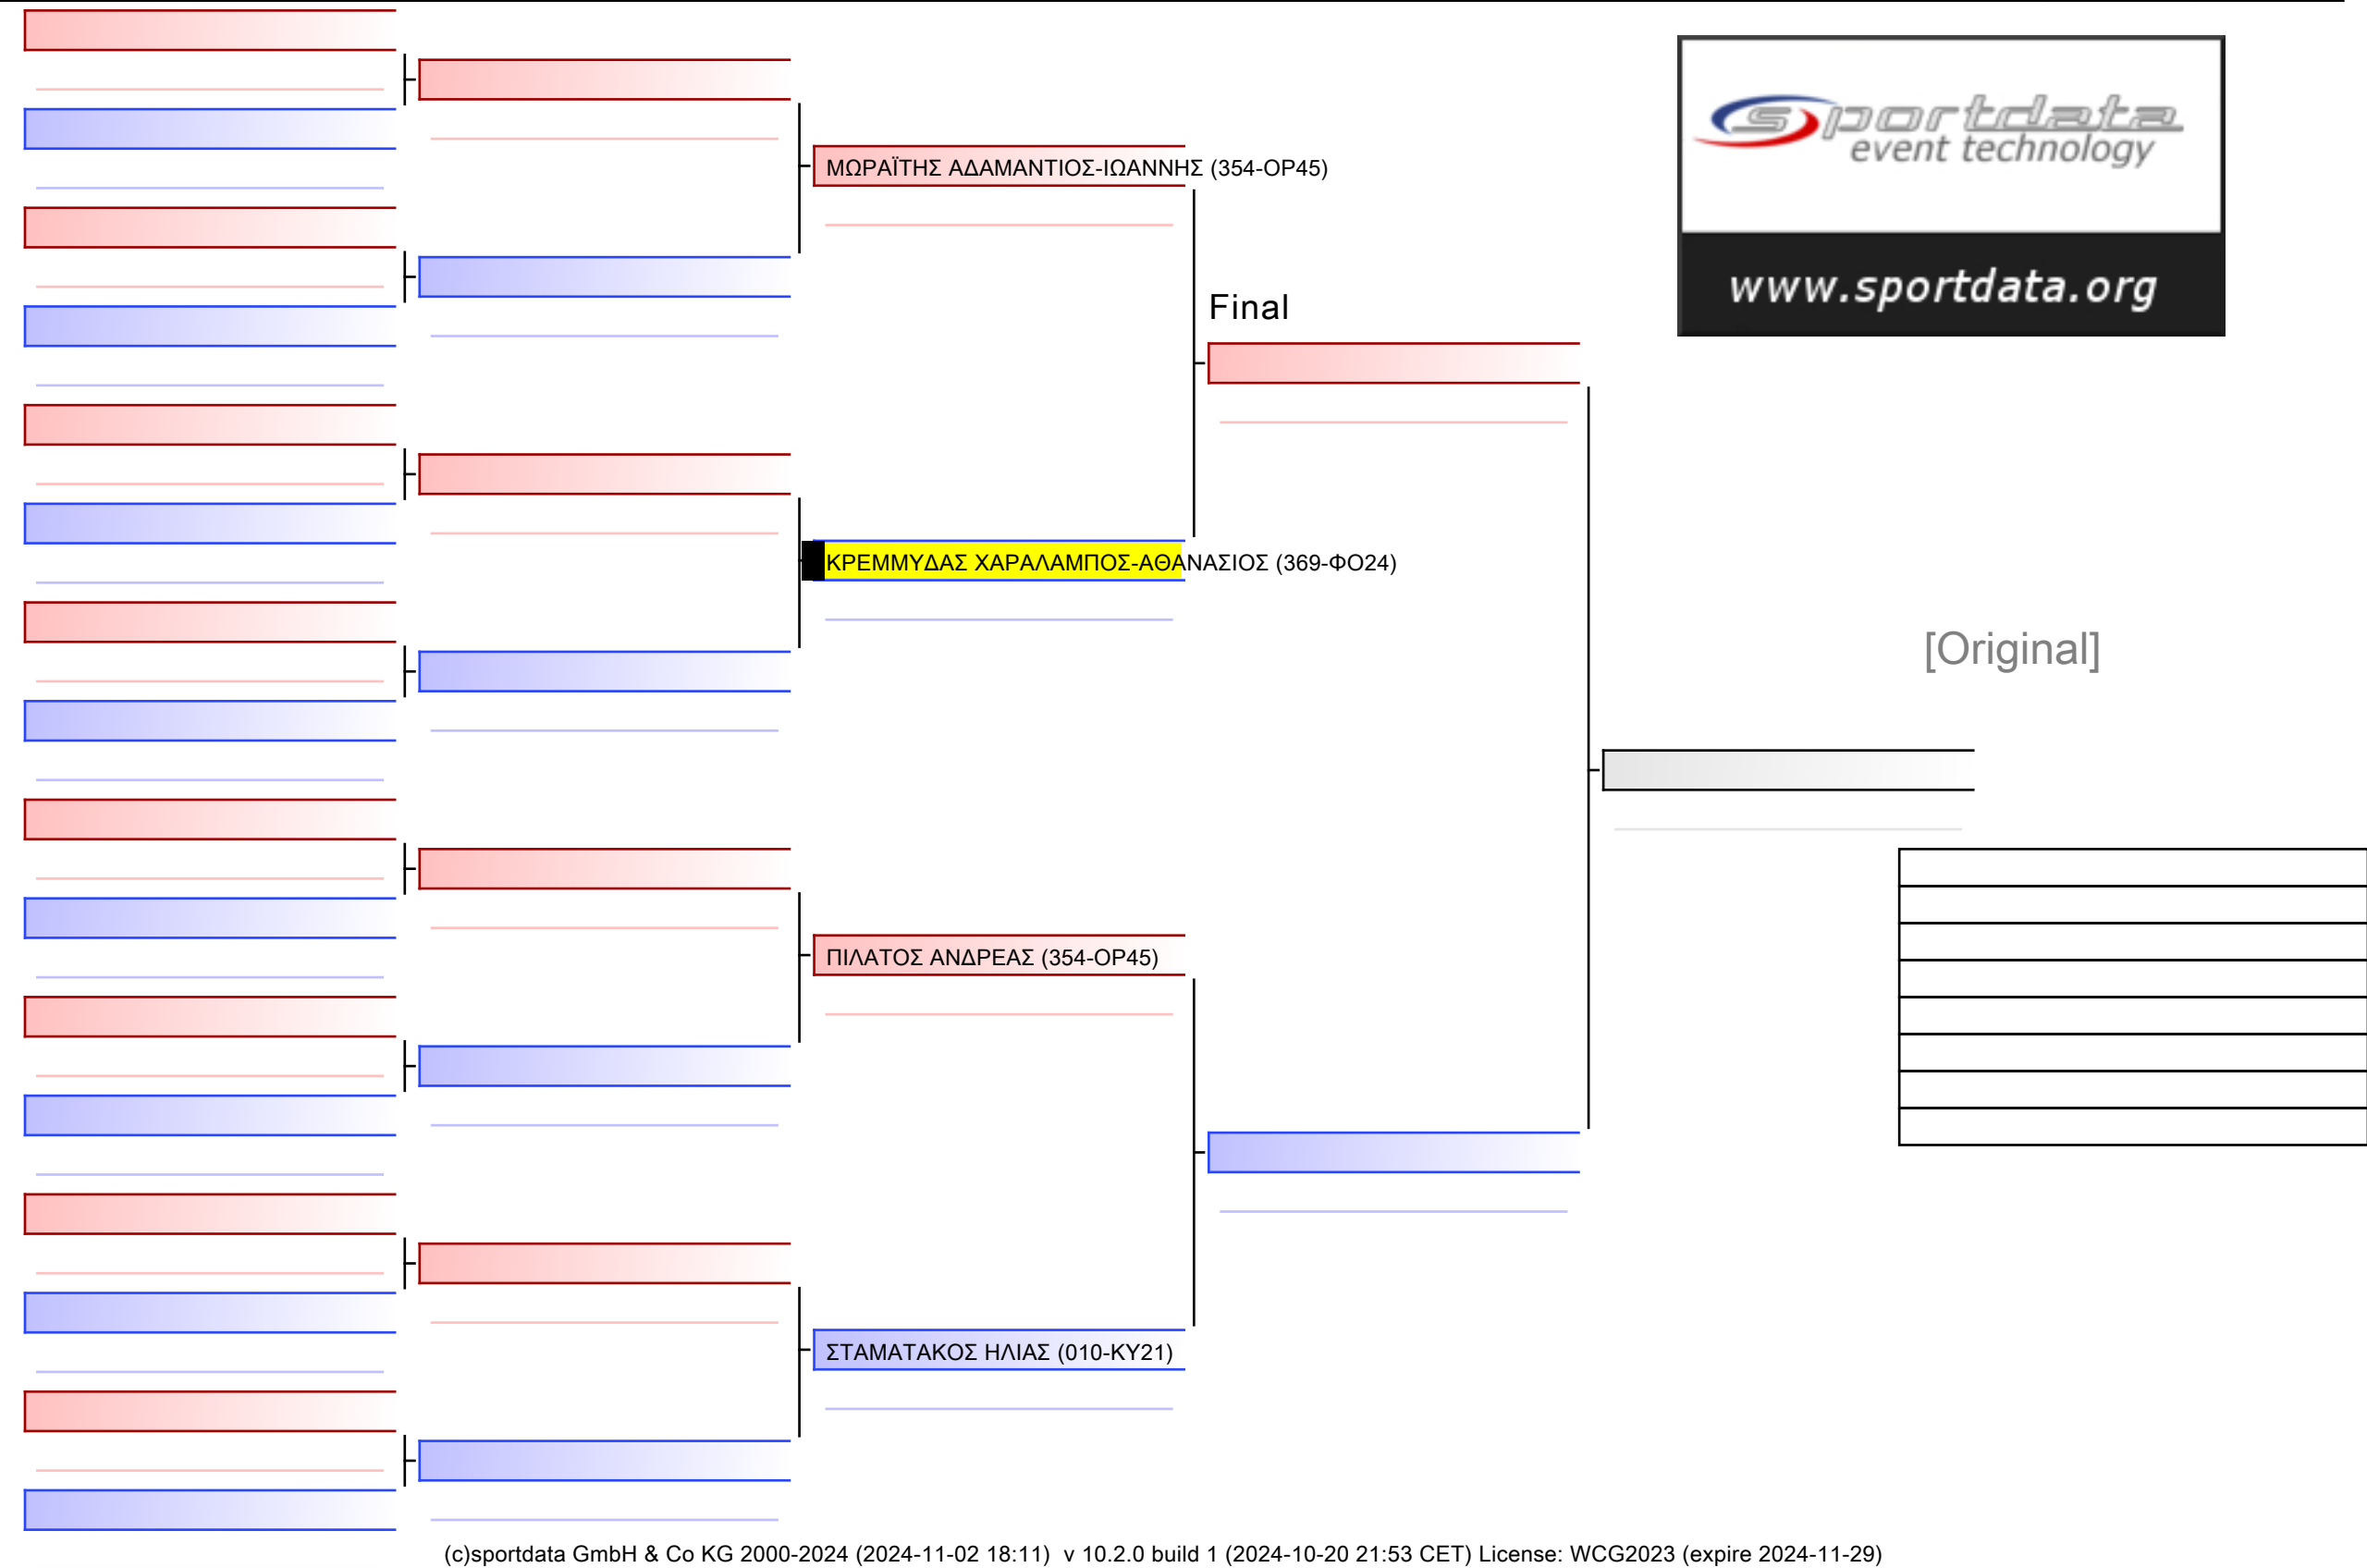 sportdata
event technology
www.sportdata.org
ΜΩΡΑΪΤΗΣ ΑΔΑΜΑΝΤΙΟΣ-ΙΩΑΝΝΗΣ (354-ΟΡ45)
Final
ΚΡΕΜΜΥΔΑΣ ΧΑΡΑΛΑΜΠΟΣ-ΑΘΑΝΑΣΙΟΣ (369-ΦΟ24)
[Original]
ΠΙΛΑΤΟΣ ΑΝΔΡΕΑΣ (354-ΟΡ45)
ΣΤΑΜΑΤΑΚΟΣ ΗΛΙΑΣ (010-ΚΥ21)
(c)sportdata GmbH & Co KG 2000-2024 (2024-11-02 18:11) v 10.2.0 build 1 (2024-10-20 21:53 CET) License: WCG2023 (expire 2024-11-29)